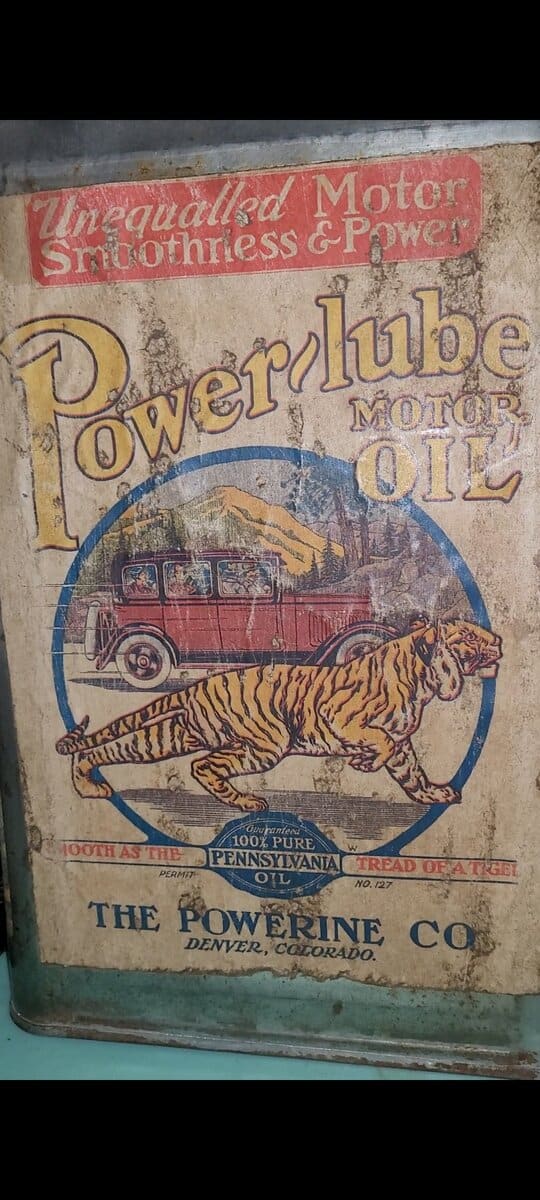 Unequalled Motor
Smoothness & Power
Power-lube
MOTOR
OIL
Guaranteed
100% PURE
PENNSYLVANIA
OIL
MOOTH AS THE
TREAD OF A TIGE
PERMIT
NO. 127
THE POWERINE CO
DENVER, COLORADO.